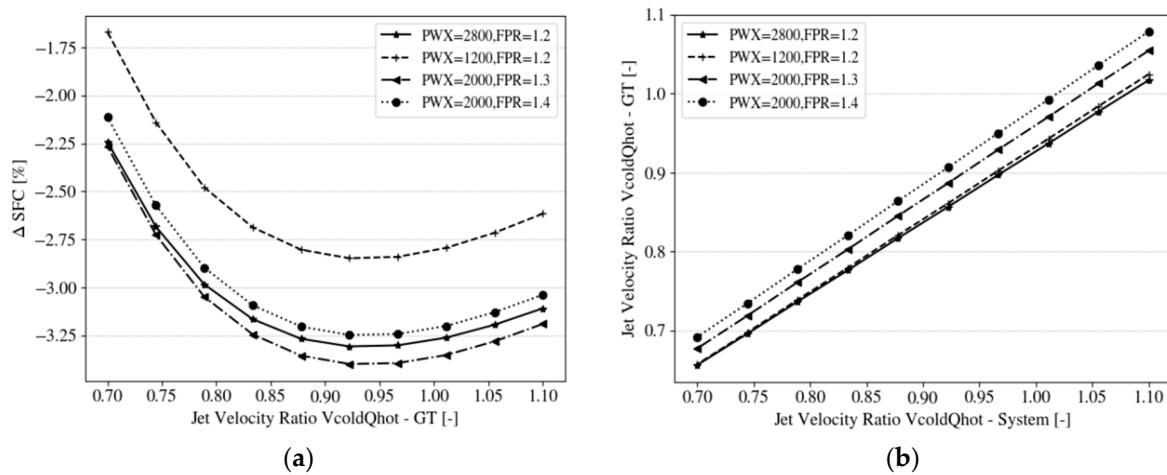 PWX=2800,FPR=1.2
PWX=1200,FPR=1.2
PWX=2000,FPR=1.3
PWX=2000,FPR=1.4
−1.75
−2.00
−2.25
−2.50
−2.75
−3.00
−3.25
Δ SFC [%]
0.70 0.75 0.80 0.85 0.90 0.95 1.00 1.05 1.10
Jet Velocity Ratio VcoldQhot - GT [-]
(a)
PWX=2800,FPR=1.2
PWX=1200,FPR=1.2
PWX=2000,FPR=1.3
PWX=2000,FPR=1.4
1.1
1.0
0.9
0.8
0.7
Jet Velocity Ratio VcoldQhot - GT [-]
0.70 0.75 0.80 0.85 0.90 0.95 1.00 1.05 1.10
Jet Velocity Ratio VcoldQhot - System [-]
(b)